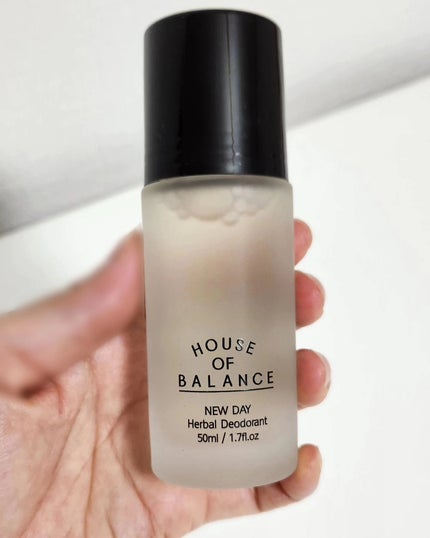 HOUSE
OF
BALANCE
NEW DAY
Herbal Deodorant
50ml / 1.7fl.oz